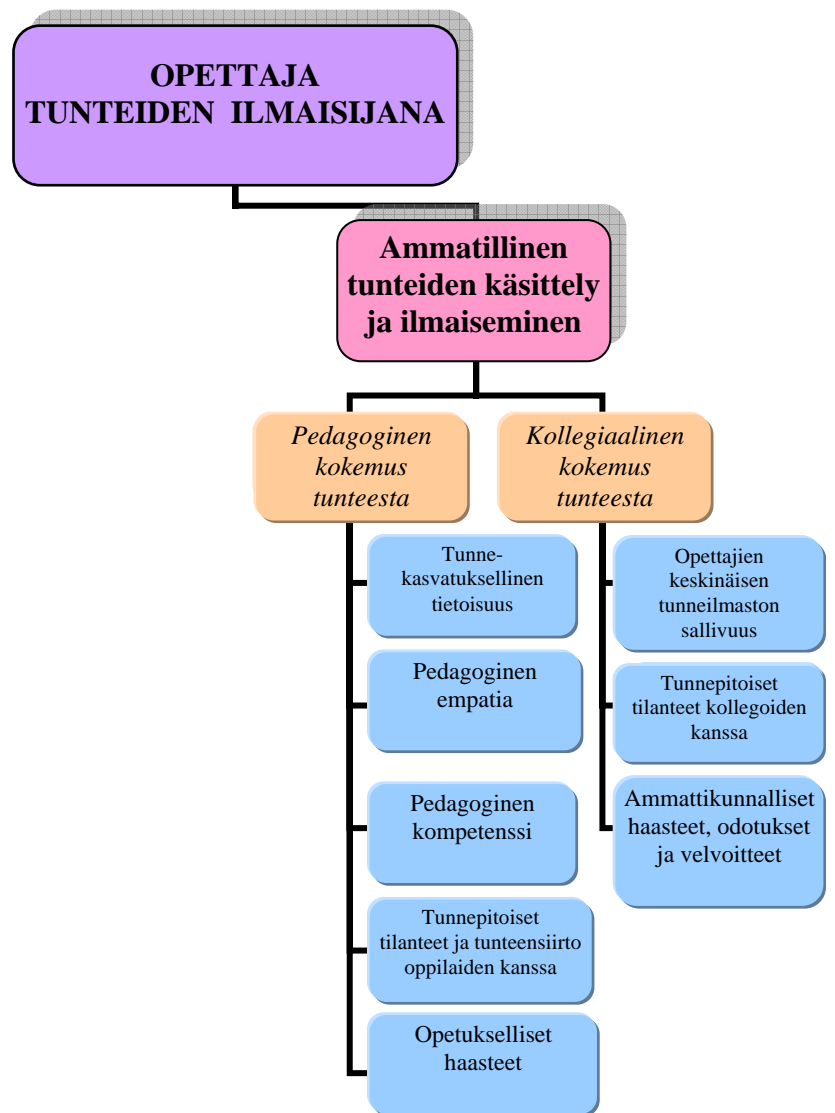 OPETTAJA
TUNTEIDEN ILMAISIJANA
Ammatillinen
tunteiden käsittely
ja ilmaiseminen
Pedagoginen
kokemus
tunteesta
Kollegiaalinen
kokemus
tunteesta
Tunne-
kasvatuksellinen
tietoisuus
Pedagoginen
empatia
Pedagoginen
kompetenssi
Tunnepitoiset
tilanteet ja tunteensiirto
oppilaiden kanssa
Opetukselliset
haasteet
Opettajien
keskinäisen
tunneilmaston
sallivuus
Tunnepitoiset
tilanteet kollegoiden
kanssa
Ammattikunnalliset
haasteet, odotukset
ja velvoitteet